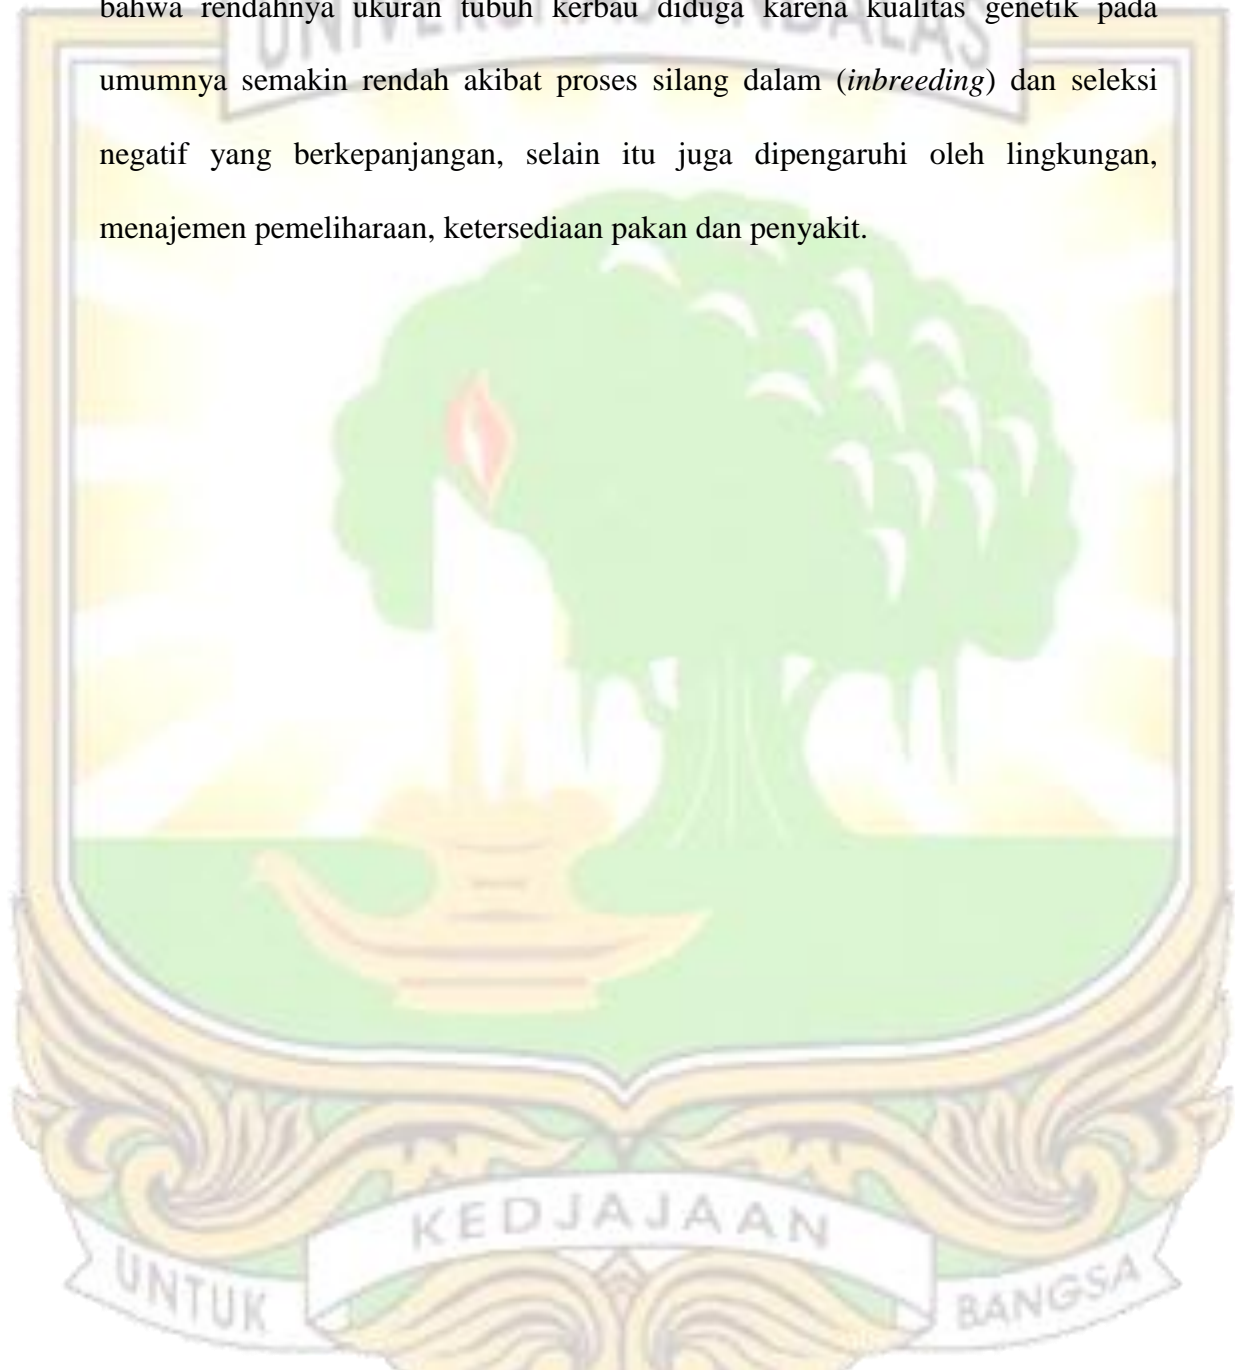 bahwa rendahnya ukuran tubuh kerbau diduga karena kualitas genetik pada
UNIVERSITAS ANDALAS
umumnya semakin rendah akibat proses silang dalam (inbreeding) dan seleksi
negatif yang berkepanjangan, selain itu juga dipengaruhi oleh lingkungan,
menajemen pemeliharaan, ketersediaan pakan dan penyakit.
KEDJAJAAN
UNTUK
BANGSA